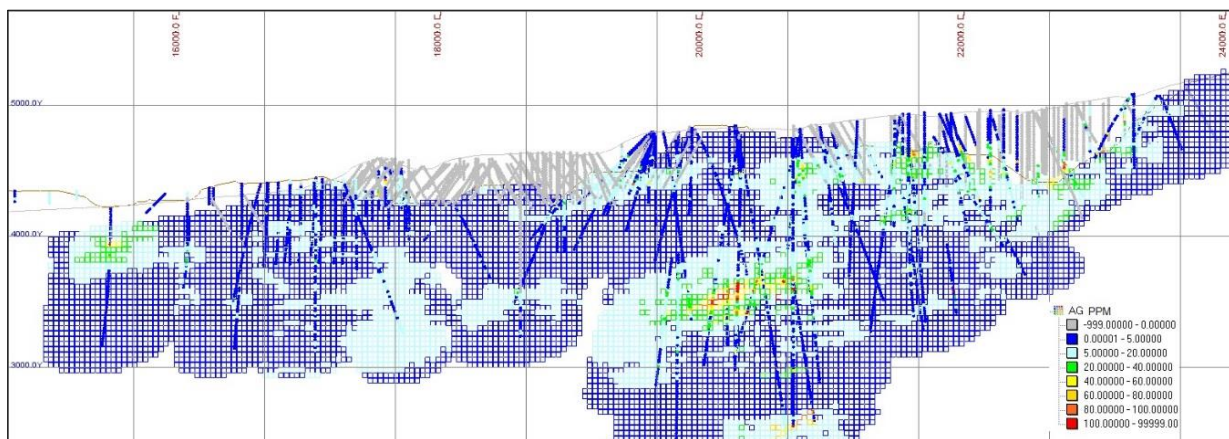 16000.0 E
18000.0 E
20000.0 E
22000.0 E
24000.0 E
5000.0Y
4000.0Y
3000.0Y
AG PPM
-999.00000 - 0.00000
0.00001 - 5.00000
5.00000 - 20.00000
20.00000 - 40.00000
40.00000 - 60.00000
60.00000 - 80.00000
80.00000 - 100.00000
100.00000 - 99999.00